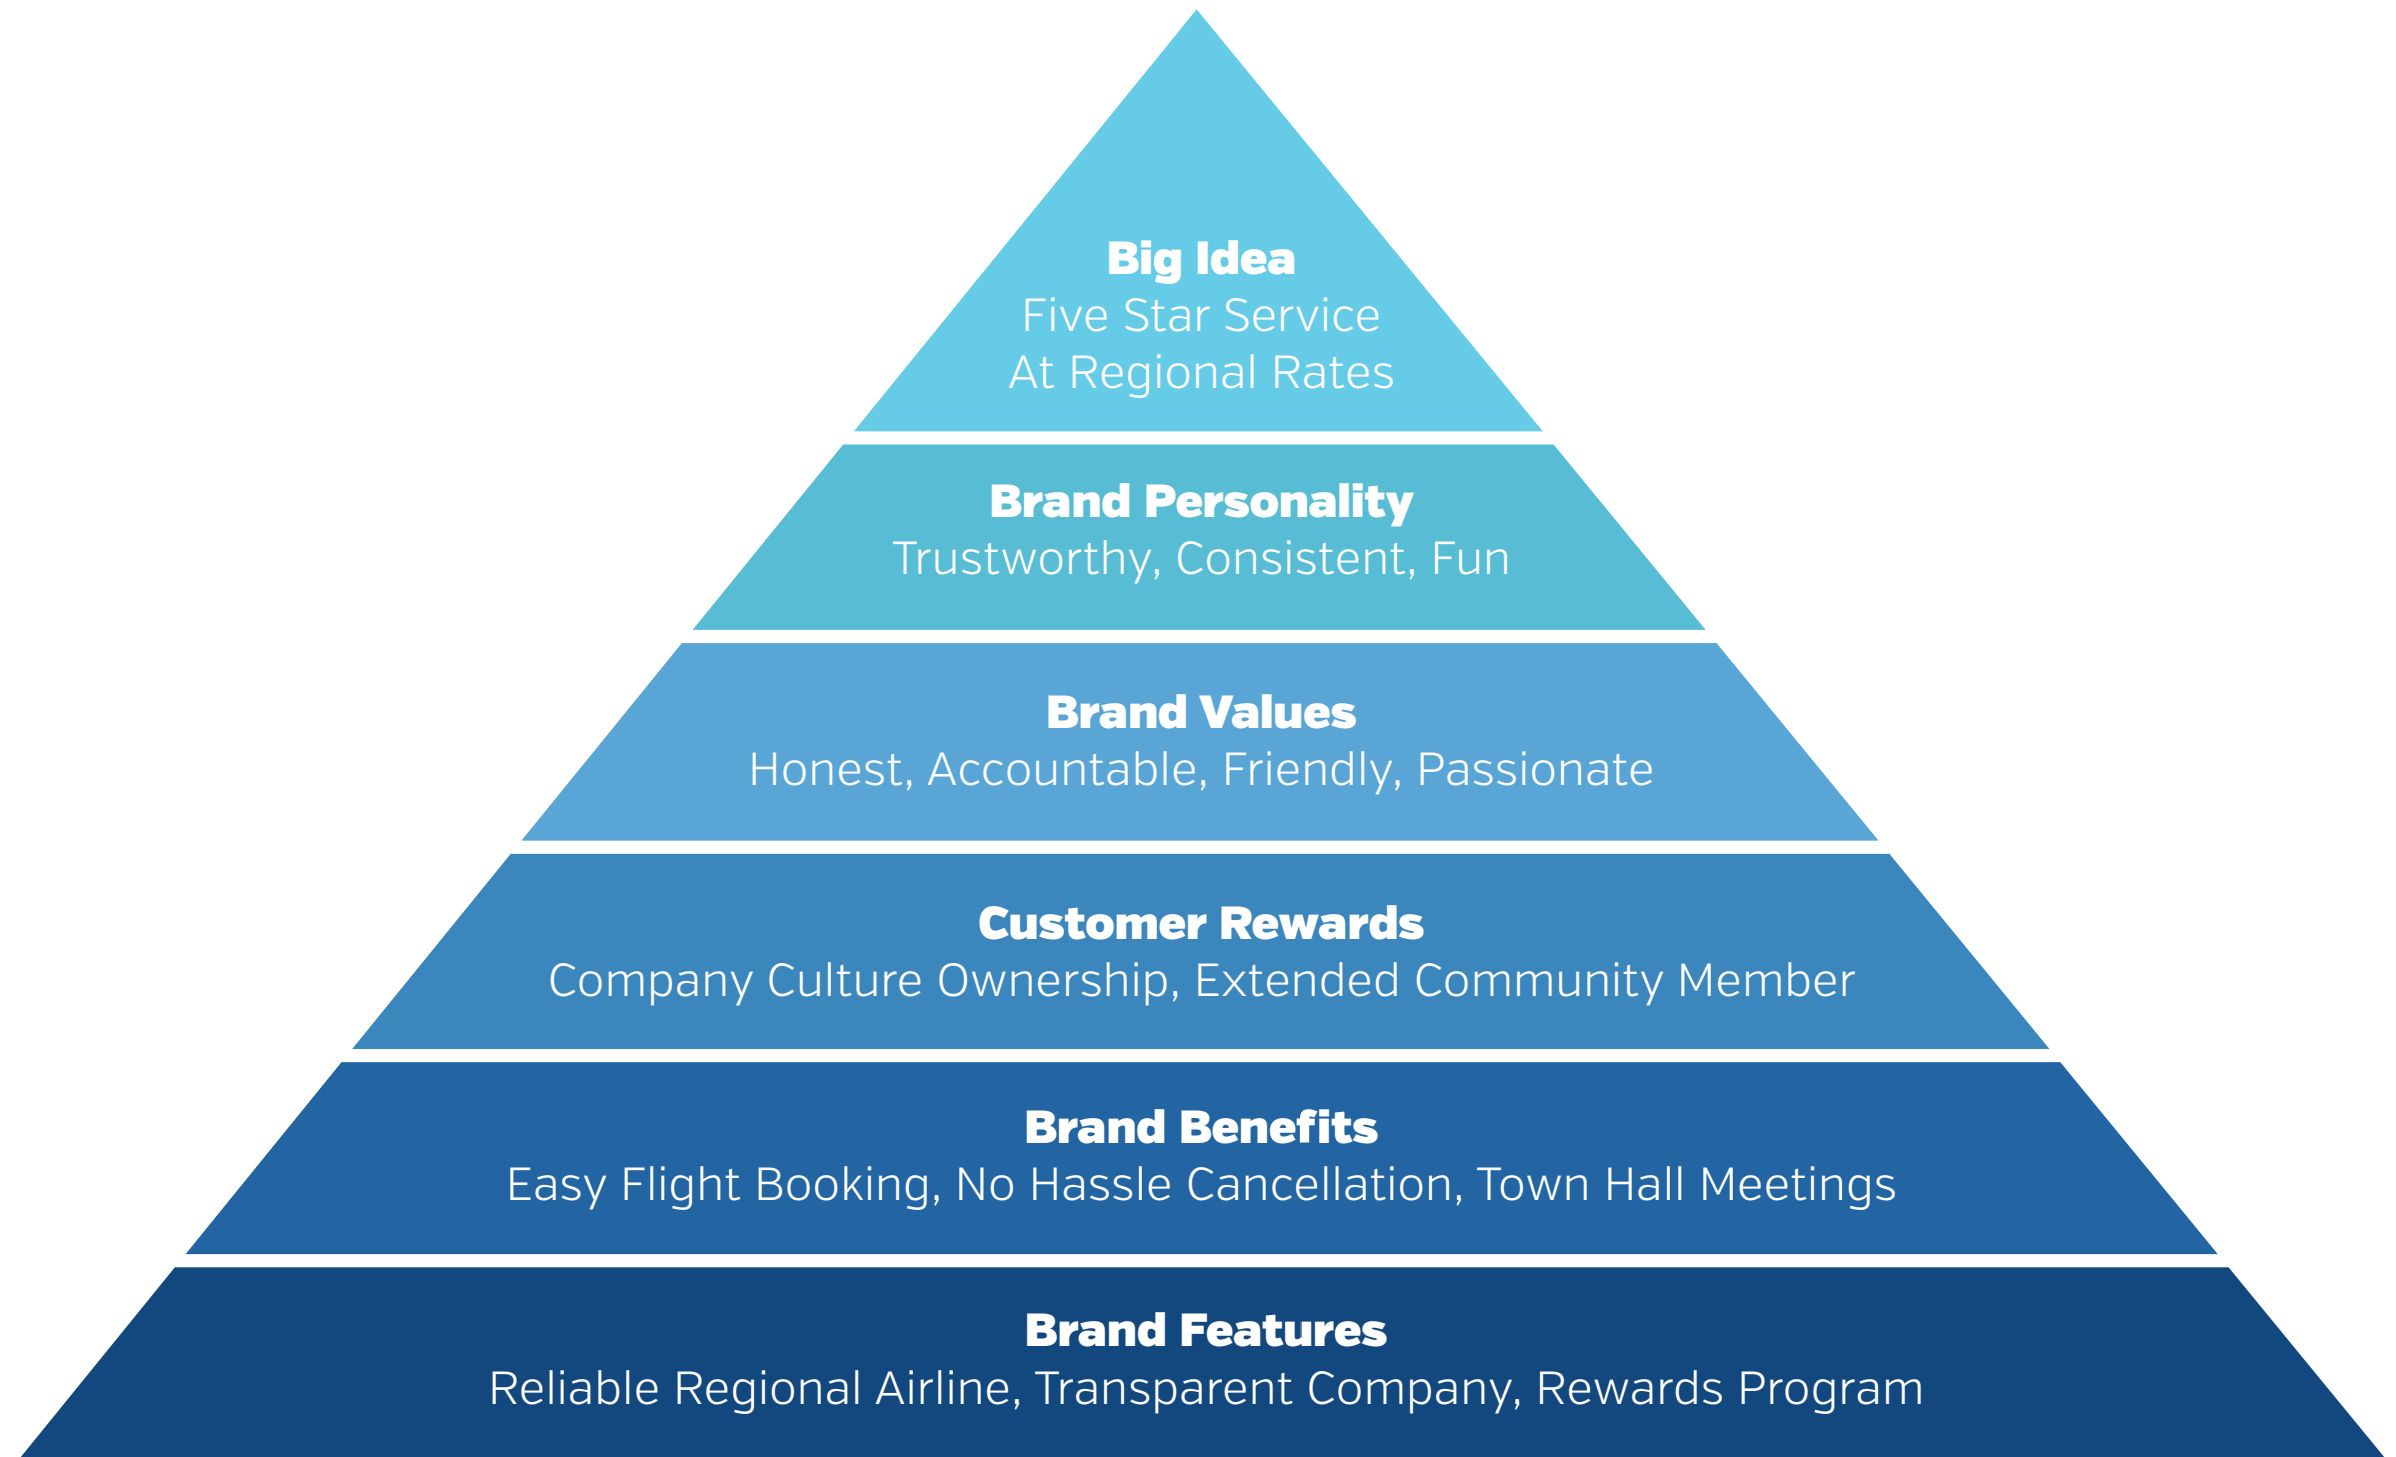 Big Idea
Five Star Service
At Regional Rates
Brand Personality
Trustworthy, Consistent, Fun
Brand Values
Honest, Accountable, Friendly, Passionate
Customer Rewards
Company Culture Ownership, Extended Community Member
Brand Benefits
Easy Flight Booking, No Hassle Cancellation, Town Hall Meetings
Brand Features
Reliable Regional Airline, Transparent Company, Rewards Program